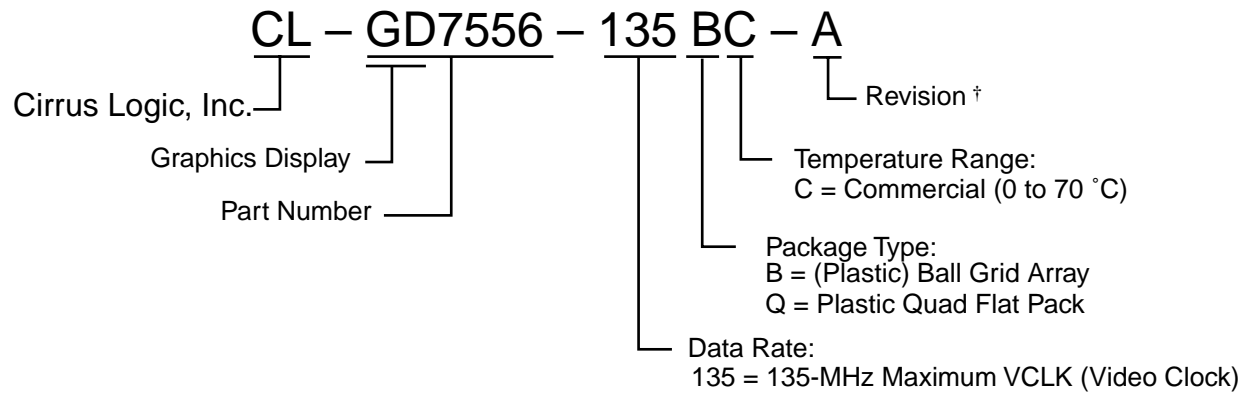 CL – GD7556 – 135 BC – A
Cirrus Logic, Inc.
Revision †
Graphics Display
Temperature Range:
C = Commercial (0 to 70 ˚C)
Part Number
Package Type:
B = (Plastic) Ball Grid Array
Q = Plastic Quad Flat Pack
Data Rate:
135 = 135-MHz Maximum VCLK (Video Clock)